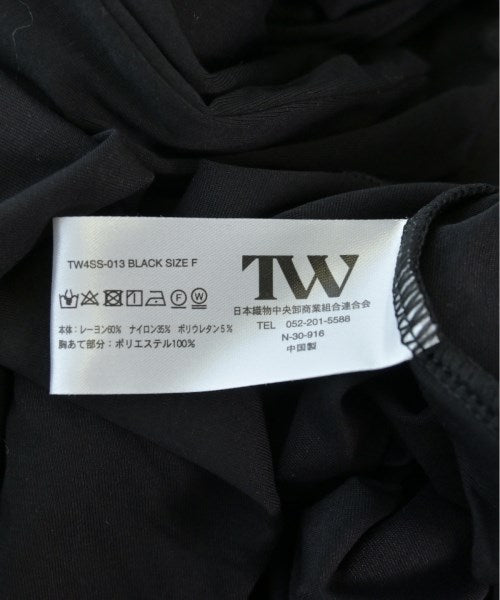 TW4SS-013 BLACK SIZE F
本体：レーヨン60% ナイロン35% ポリウレタン5%
胸あて部分：ポリエステル100%
TW
日本織物中央卸商業組合連合会
TEL 052-201-5588
N-30-916
中国製